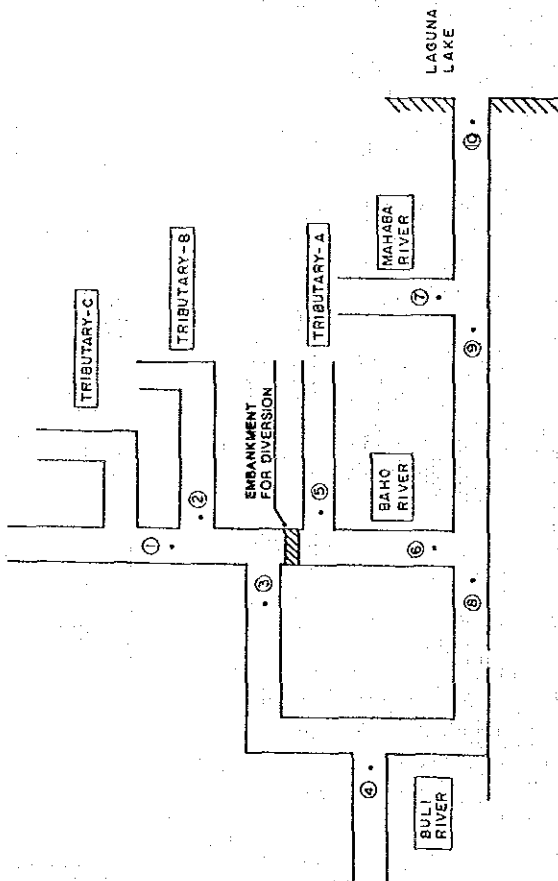 LAGUNA
LAKE
TRIBUTARY-C
TRIBUTARY-B
EMBANKMENT
FOR DIVERSION
TRIBUTARY-A
MAHABA
RIVER
BAHO
RIVER
BULI
RIVER
①
②
③
④
⑤
⑥
⑦
⑧
⑨
⑩